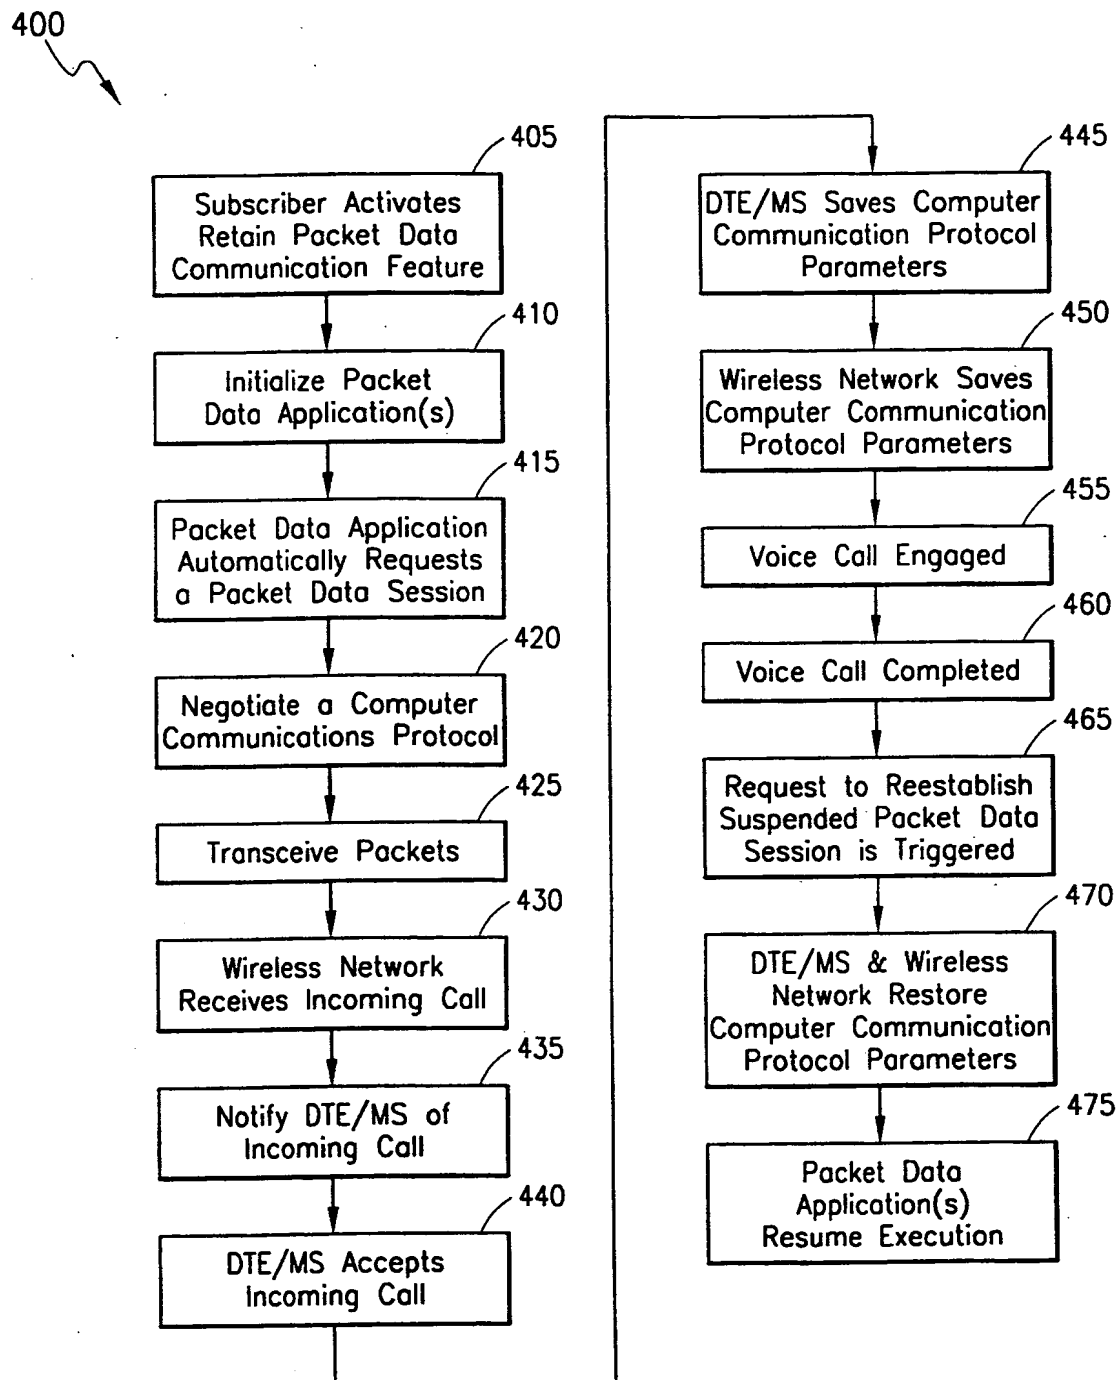 400
405
Subscriber Activates
Retain Packet Data
Communication Feature
410
Initialize Packet
Data Application(s)
415
Packet Data Application
Automatically Requests
a Packet Data Session
420
Negotiate a Computer
Communications Protocol
425
Transceive Packets
430
Wireless Network
Receives Incoming Call
435
Notify DTE/MS of
Incoming Call
440
DTE/MS Accepts
Incoming Call
445
DTE/MS Saves Computer
Communication Protocol
Parameters
450
Wireless Network Saves
Computer Communication
Protocol Parameters
455
Voice Call Engaged
460
Voice Call Completed
465
Request to Reestablish
Suspended Packet Data
Session is Triggered
470
DTE/MS & Wireless
Network Restore
Computer Communication
Protocol Parameters
475
Packet Data
Application(s)
Resume Execution